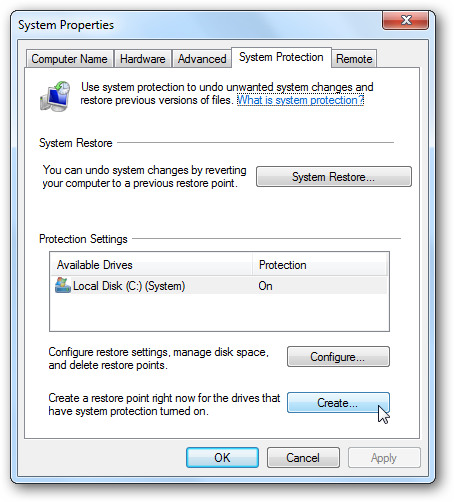 System Properties
Computer Name Hardware Advanced System Protection Remote
Use system protection to undo unwanted system changes and
restore previous versions of files. What is system protection?
System Restore
You can undo system changes by reverting
your computer to a previous restore point.
System Restore...
Protection Settings
Available Drives Protection
Local Disk (C:) (System) On
Configure restore settings, manage disk space,
and delete restore points.
Configure...
Create a restore point right now for the drives that
have system protection turned on.
Create...
OK Cancel Apply